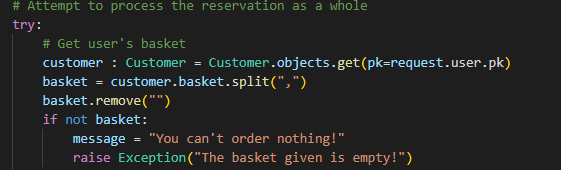 # Attempt to process the reservation as a whole
try:
    # Get user's basket
    customer : Customer = Customer.objects.get(pk=request.user.pk)
    basket = customer.basket.split(",")
    basket.remove("")
    if not basket:
        message = "You can't order nothing!"
        raise Exception("The basket given is empty!")